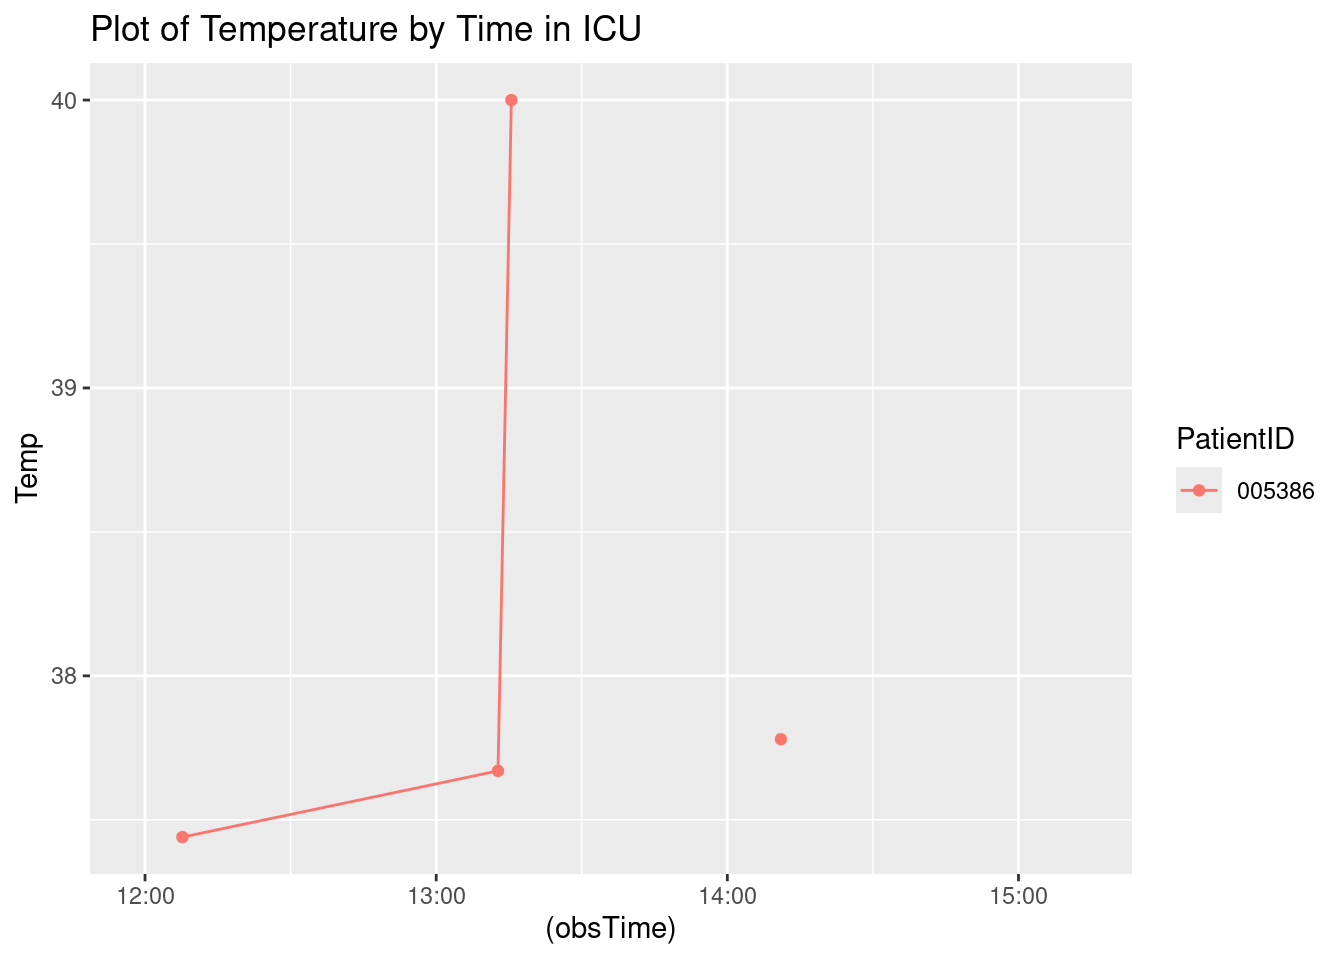 Plot of Temperature by Time in ICU
40
39
38
Temp
12:00
13:00
14:00
15:00
(obsTime)
PatientID
005386